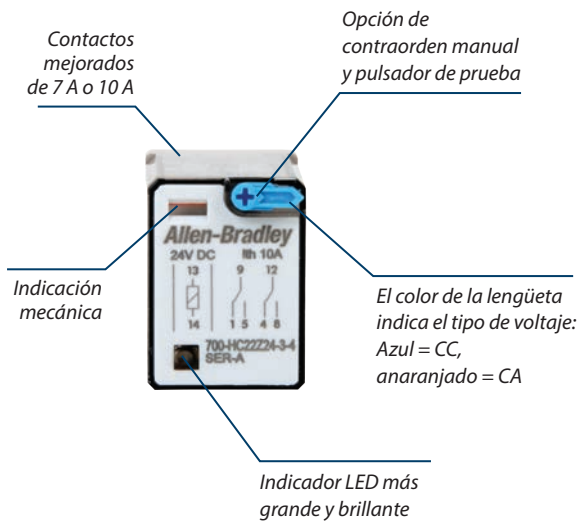 Contactos
mejorados
de 7 A o 10 A
Opción de
contraorden manual
y pulsador de prueba
Allen-Bradley
24V DC Ith 10A
13 9 12
14 1 5 4 8
700-HC22Z24-3-4
SER-A
Indicación
mecánica
El color de la lengüeta
indica el tipo de voltaje:
Azul = CC,
anaranjado = CA
Indicador LED más
grande y brillante